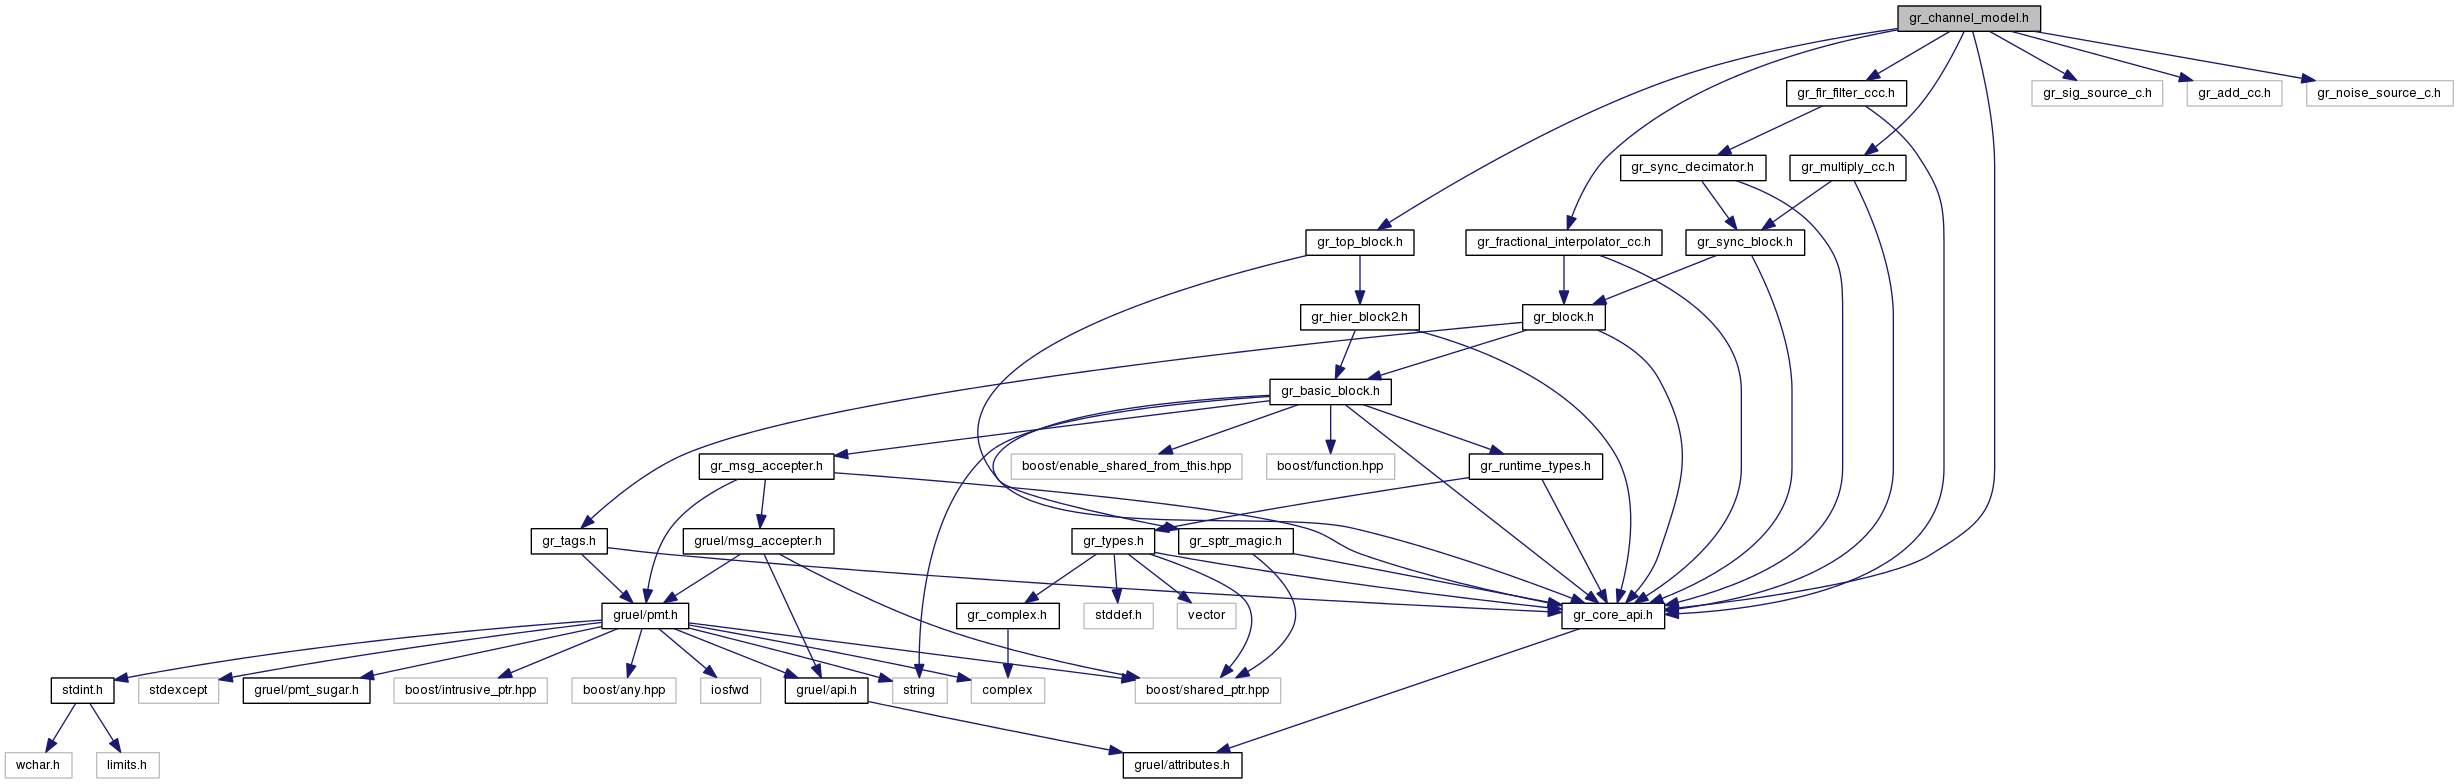 gr_channel_model.h
gr_fir_filter_ccc.h
gr_sig_source_c.h
gr_add_cc.h
gr_noise_source_c.h
gr_sync_decimator.h
gr_multiply_cc.h
gr_top_block.h
gr_fractional_interpolator_cc.h
gr_sync_block.h
gr_hier_block2.h
gr_block.h
gr_basic_block.h
gr_msg_accepter.h
boost/enable_shared_from_this.hpp
boost/function.hpp
gr_runtime_types.h
gr_tags.h
gruel/msg_accepter.h
gr_types.h
gr_sptr_magic.h
gruel/pmt.h
gr_complex.h
stddef.h
vector
gr_core_api.h
stdint.h
stdexcept
gruel/pmt_sugar.h
boost/intrusive_ptr.hpp
boost/any.hpp
iosfwd
gruel/api.h
string
complex
boost/shared_ptr.hpp
wchar.h
limits.h
gruel/attributes.h